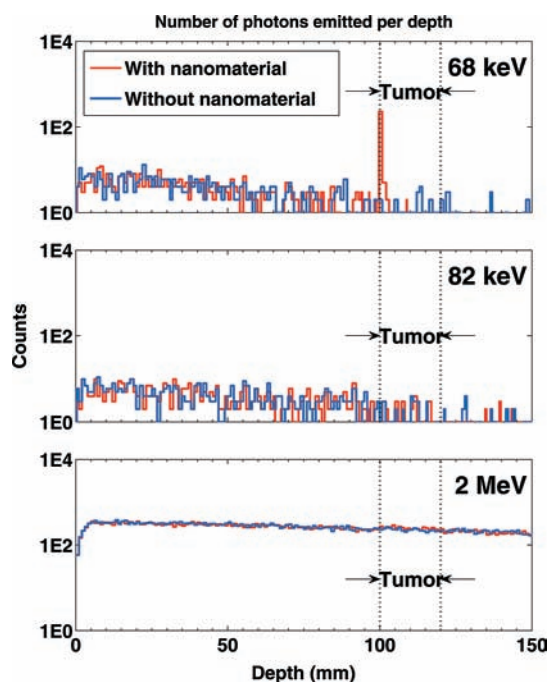 Number of photons emitted per depth
1E4
With nanomaterial
Without nanomaterial
68 keV
Tumor
1E2
1E0
1E4
82 keV
1E2
Tumor
1E0
Counts
1E4
2 MeV
1E2
Tumor
1E0
0 50 100 150
Depth (mm)